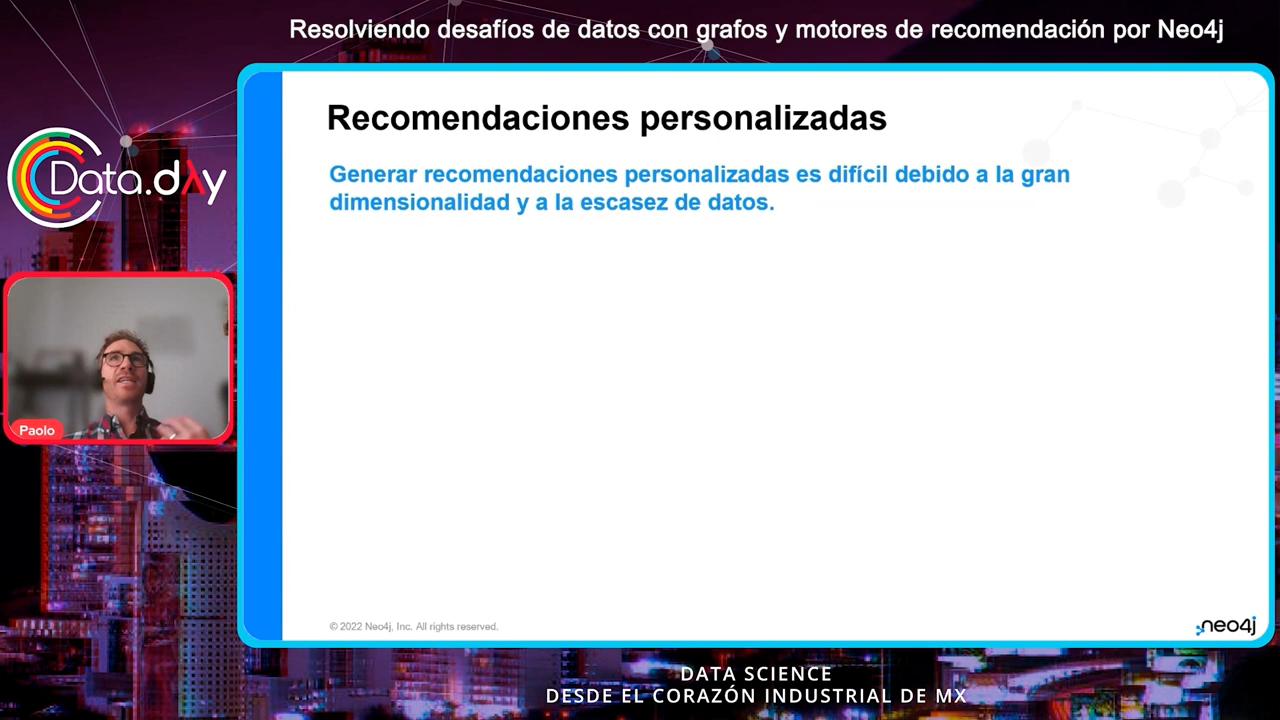 Resolviendo desafíos de datos con grafos y motores de recomendación por Neo4j
Data.dAy
Recomendaciones personalizadas
Generar recomendaciones personalizadas es difícil debido a la gran
dimensionalidad y a la escasez de datos.
Paolo
© 2022 Neo4j, Inc. All rights reserved.
neo4j
DATA SCIENCE
DESDE EL CORAZÓN INDUSTRIAL DE MX